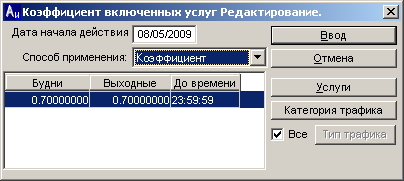 Aц Коэффициент включенных услуг Редактирование.
Дата начала действия 08/05/2009
Способ применения: Коэффициент
Будни Выходные До времени
0.70000000 0.70000000 23:59:59
Ввод
Отмена
Услуги
Категория трафика
Все Тип трафика